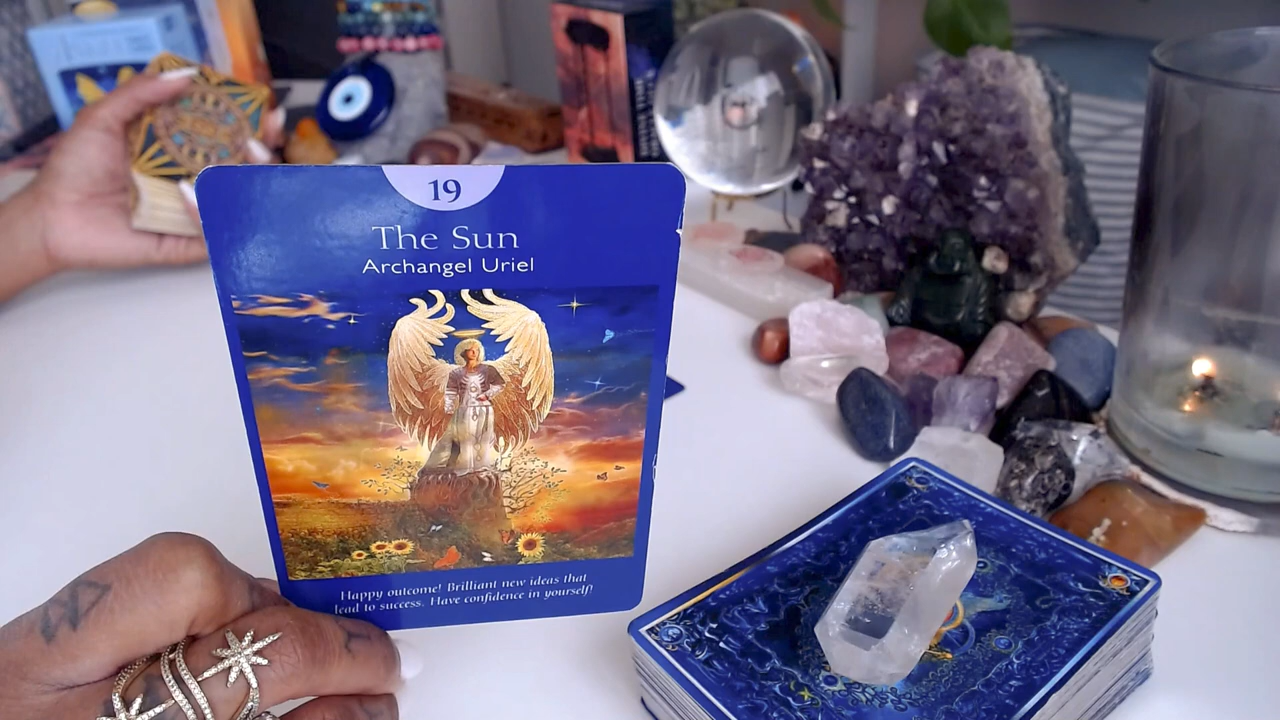 19
The Sun
Archangel Uriel
Happy outcome! Brilliant new ideas that
lead to success. Have confidence in yourself!